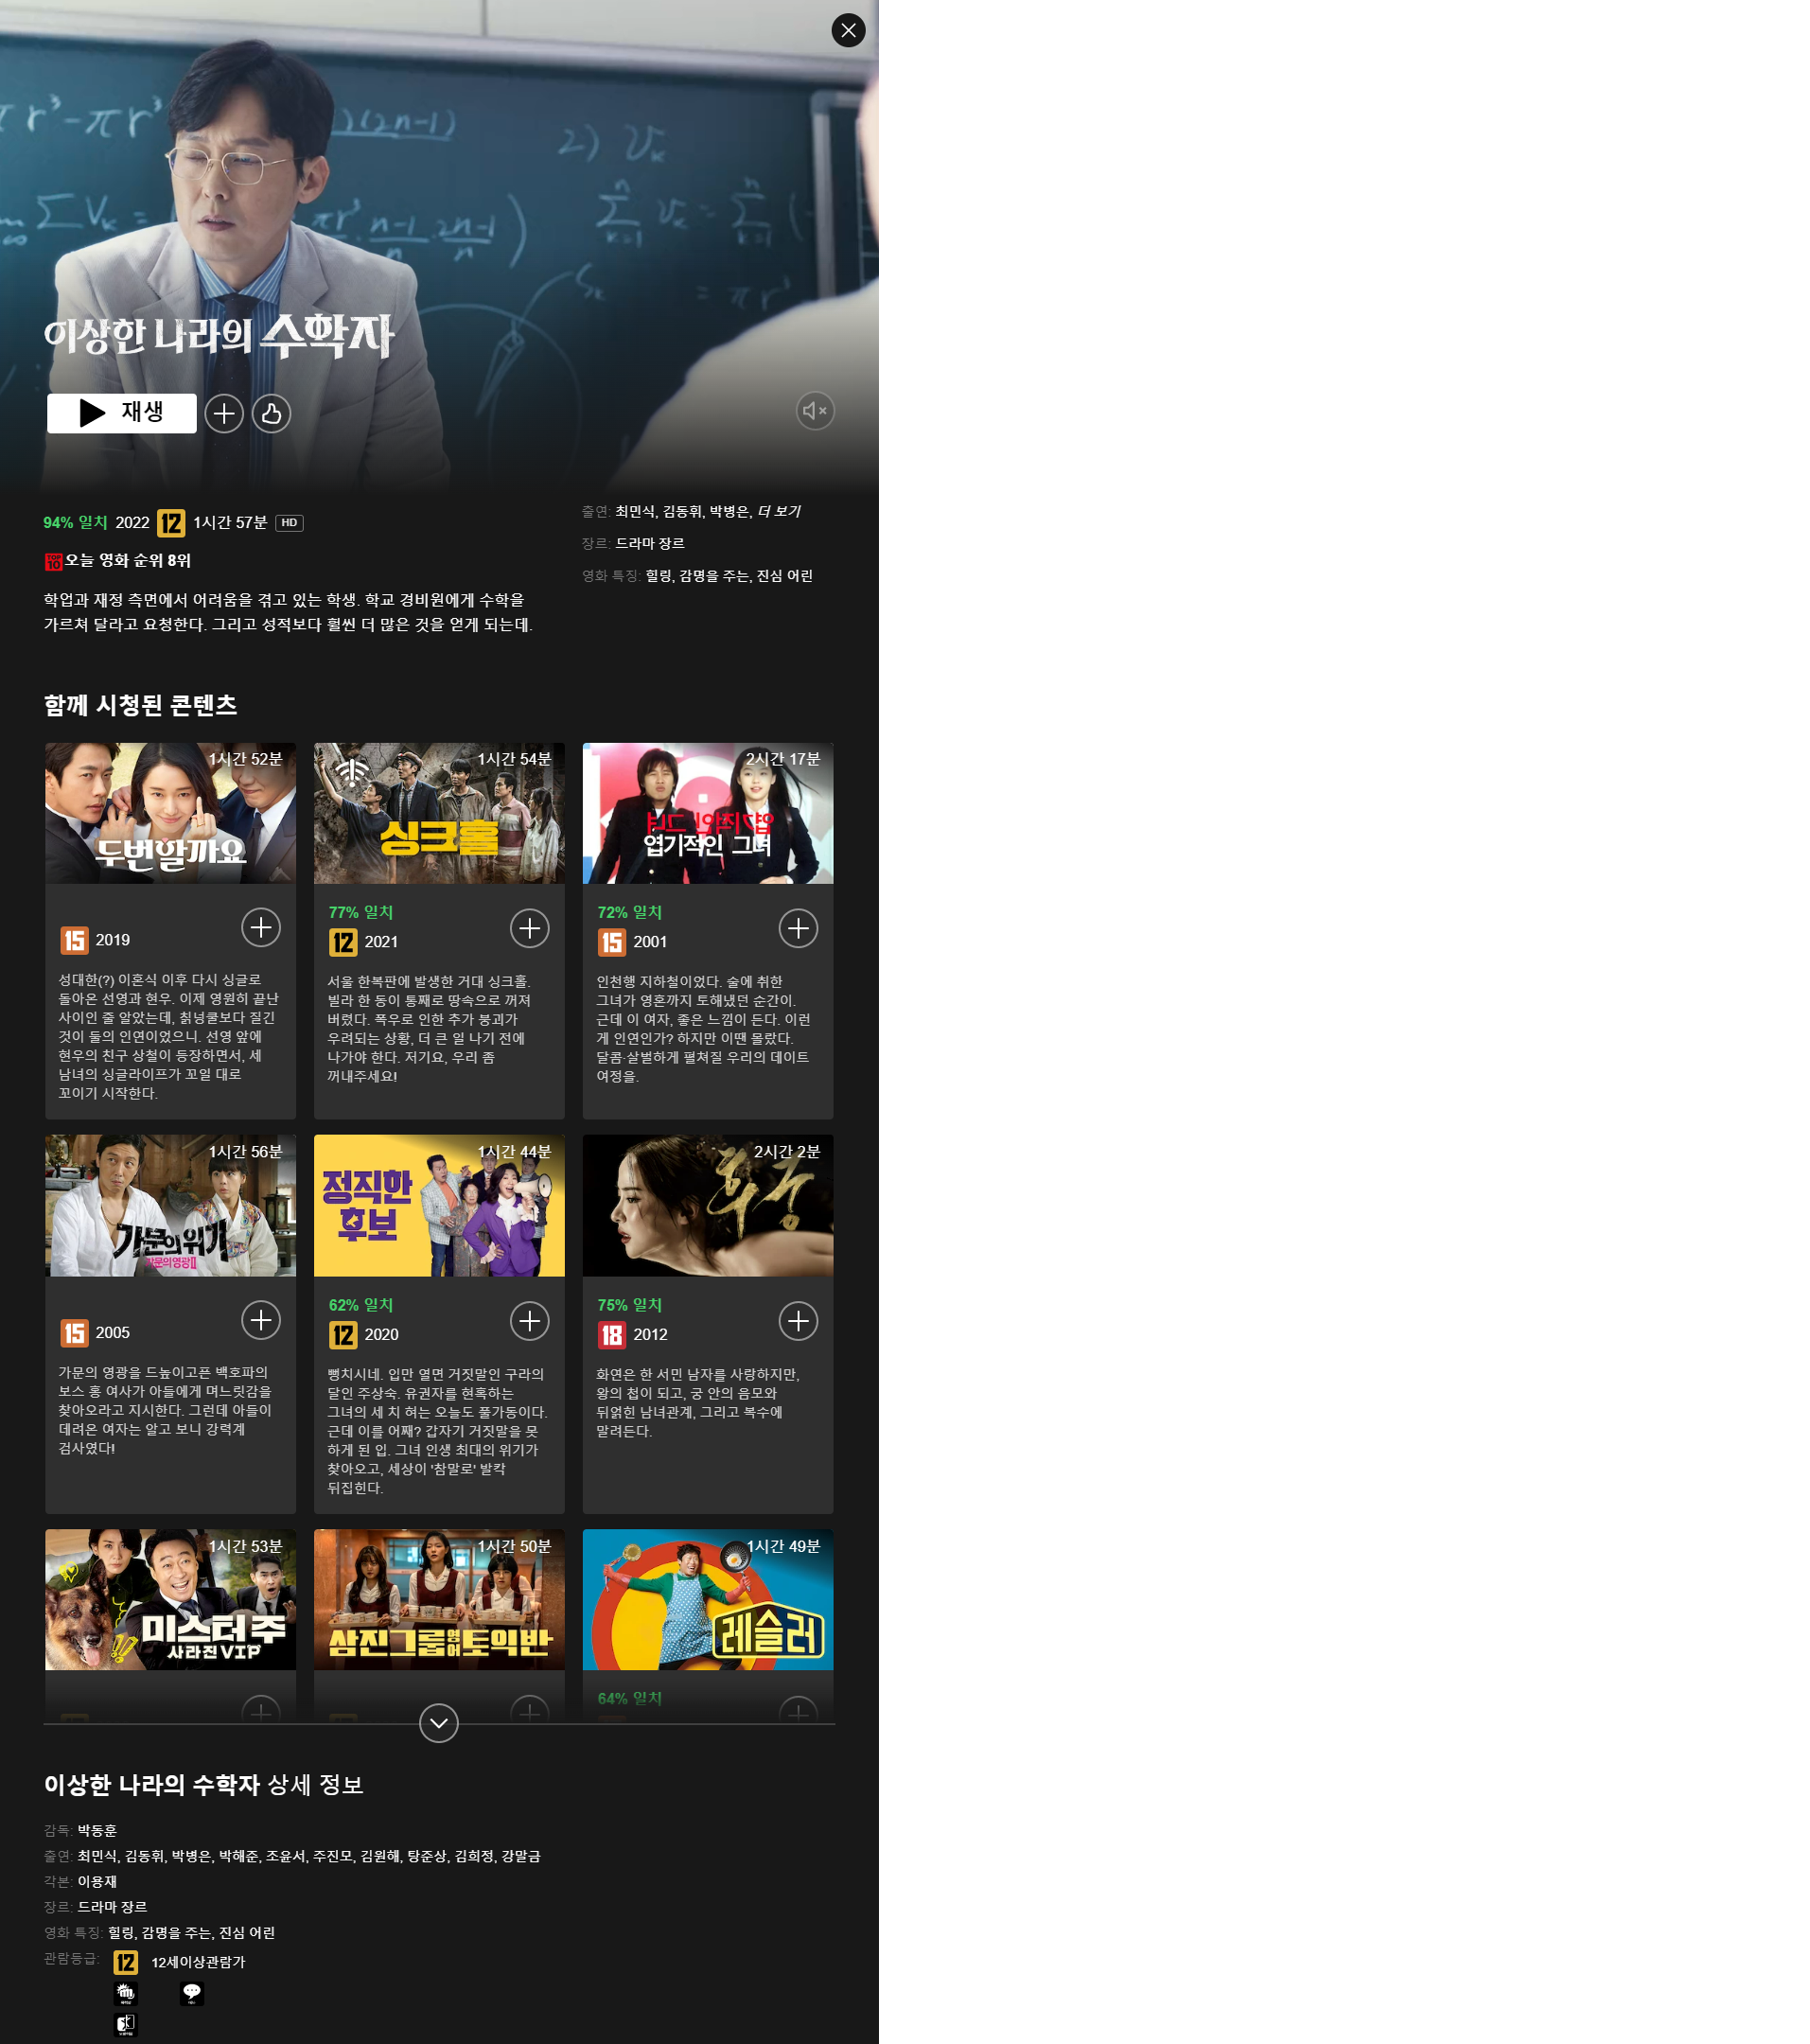 이상한 나라의 수학자
재생
94% 일치 2022 12 1시간 57분 HD
TOP 10 오늘 영화 순위 8위
학업과 재정 측면에서 어려움을 겪고 있는 학생. 학교 경비원에게 수학을
가르쳐 달라고 요청한다. 그리고 성적보다 훨씬 더 많은 것을 얻게 되는데.
출연: 최민식, 김동휘, 박병은, 더 보기
장르: 드라마 장르
영화 특징: 힐링, 감명을 주는, 진심 어린
함께 시청된 콘텐츠
1시간 52분
두번할까요
15 2019
성대한(?) 이혼식 이후 다시 싱글로
돌아온 선영과 현우. 이제 영원히 끝난
사이인 줄 알았는데, 칡넝쿨보다 질긴
것이 둘의 인연이었으니. 선영 앞에
현우의 친구 상철이 등장하면서, 세
남녀의 싱글라이프가 꼬일 대로
꼬이기 시작한다.
1시간 54분
싱크홀
77% 일치
12 2021
서울 한복판에 발생한 거대 싱크홀.
빌라 한 동이 통째로 땅속으로 꺼져
버렸다. 폭우로 인한 추가 붕괴가
우려되는 상황, 더 큰 일 나기 전에
나가야 한다. 저기요, 우리 좀
꺼내주세요!
2시간 17분
엽기적인 그녀
엽기적인 그녀
72% 일치
15 2001
인천행 지하철이었다. 술에 취한
그녀가 영혼까지 토해냈던 순간이.
근데 이 여자, 좋은 느낌이 든다. 이런
게 인연인가? 하지만 이땐 몰랐다.
달콤·살벌하게 펼쳐질 우리의 데이트
여정을.
1시간 56분
가문의 위기
가문의영광II
15 2005
가문의 영광을 드높이고픈 백호파의
보스 홍 여사가 아들에게 며느릿감을
찾아오라고 지시한다. 그런데 아들이
데려온 여자는 알고 보니 강력계
검사였다!
1시간 44분
정직한
후보
62% 일치
12 2020
뻥치시네. 입만 열면 거짓말인 구라의
달인 주상숙. 유권자를 현혹하는
그녀의 세 치 혀는 오늘도 풀가동이다.
근데 이를 어째? 갑자기 거짓말을 못
하게 된 입. 그녀 인생 최대의 위기가
찾아오고, 세상이 '참말로' 발칵
뒤집힌다.
2시간 2분
후궁
75% 일치
18 2012
화연은 한 서민 남자를 사랑하지만,
왕의 첩이 되고, 궁 안의 음모와
뒤얽힌 남녀관계, 그리고 복수에
말려든다.
1시간 53분
미스터 주
사라진 VIP
1시간 50분
삼진그룹 영어 토익반
1시간 49분
레슬러
64% 일치
이상한 나라의 수학자 상세 정보
감독: 박동훈
출연: 최민식, 김동휘, 박병은, 박해준, 조윤서, 주진모, 김원해, 탕준상, 김희정, 강말금
각본: 이용재
장르: 드라마 장르
영화 특징: 힐링, 감명을 주는, 진심 어린
관람등급: 12 12세이상관람가